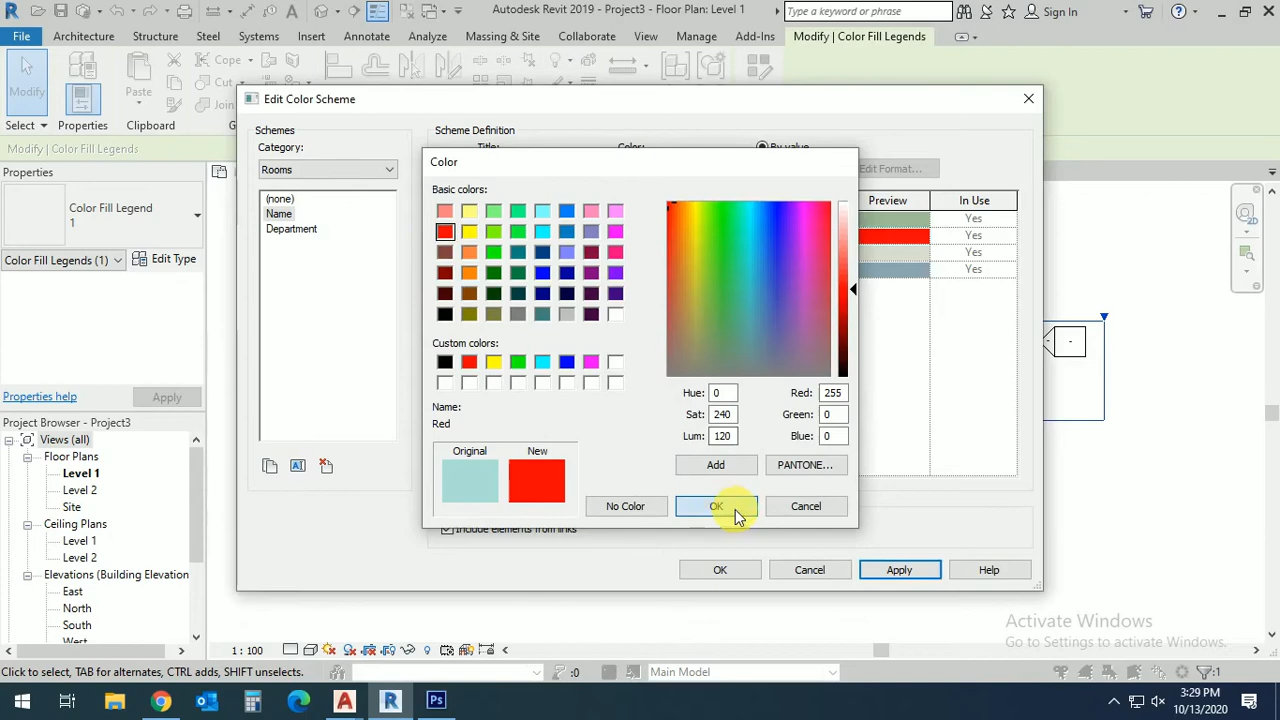 Autodesk Revit 2019 - Project3 - Floor Plan: Level 1
Type a keyword or phrase
Sign In
File Architecture Structure Steel Systems Insert Annotate Analyze Massing & Site Collaborate View Manage Add-Ins Modify | Color Fill Legends
Modify
Paste
Cope
Cut
Join
Select Properties Clipboard
Modify | Color Fill Legends
Properties
Color Fill Legend
1
Color Fill Legends (1) Edit Type
Properties help Apply
Project Browser - Project3
Views (all)
Floor Plans
Level 1
Level 2
Site
Ceiling Plans
Level 1
Level 2
Elevations (Building Elevation
East
North
South
West
Edit Color Scheme
Schemes
Category:
Rooms
(none)
Name
Department
Scheme Definition
Title: Color: By value
Edit Format...
Preview In Use
Yes
Yes
Yes
Yes
Include elements from links
OK Cancel Apply Help
Color
Basic colors:
Custom colors:
Name:
Red
Original New
Hue: 0 Red: 255
Sat: 240 Green: 0
Lum: 120 Blue: 0
Add PANTONE...
No Color OK Cancel
Activate Windows
Go to Settings to activate Windows.
1 : 100
Click to select, TAB for alternates, CTRL adds, SHIFT unselects.
:0 Main Model :1
3:29 PM
10/13/2020